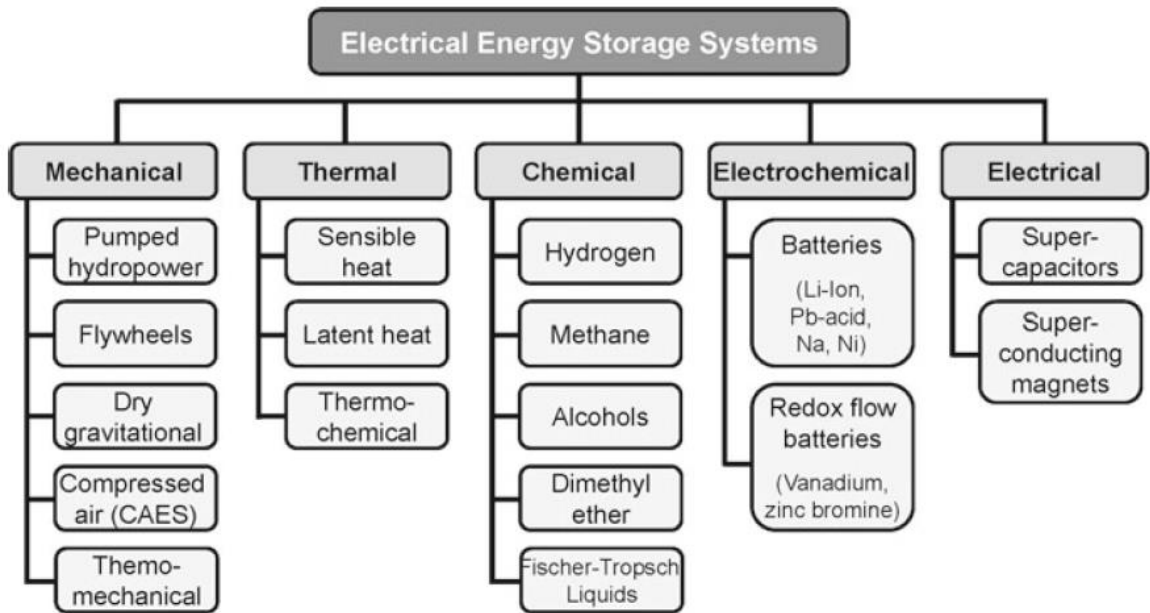 Electrical Energy Storage Systems
Mechanical
Pumped
hydropower
Flywheels
Dry
gravitational
Compressed
air (CAES)
Themo-
mechanical
Thermal
Sensible
heat
Latent heat
Thermo-
chemical
Chemical
Hydrogen
Methane
Alcohols
Dimethyl
ether
Fischer-Tropsch
Liquids
Electrochemical
Batteries
(Li-Ion,
Pb-acid,
Na, Ni)
Redox flow
batteries
(Vanadium,
zinc bromine)
Electrical
Super-
capacitors
Super-
conducting
magnets